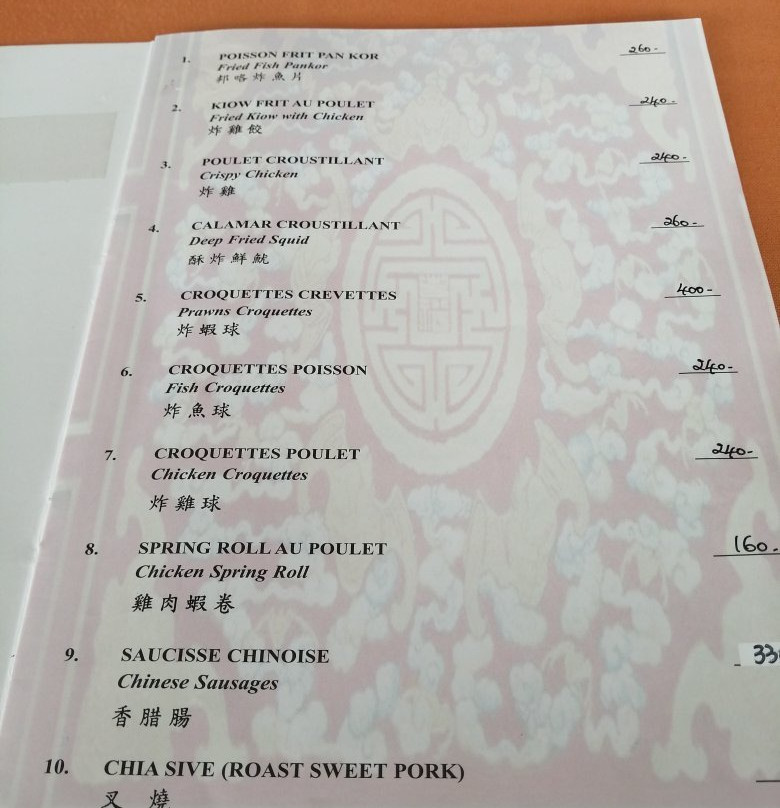 1. POISSON FRIT PAN KOR 260-
Fried Fish Pankor
邦咯炸魚片
2. KIOW FRIT AU POULET 240-
Fried Kiow with Chicken
炸雞餃
3. POULET CROUSTILLANT 240-
Crispy Chicken
炸雞
4. CALAMAR CROUSTILLANT 260-
Deep Fried Squid
酥炸鮮魷
5. CROQUETTES CREVETTES 400-
Prawns Croquettes
炸蝦球
6. CROQUETTES POISSON 240-
Fish Croquettes
炸魚球
7. CROQUETTES POULET 240-
Chicken Croquettes
炸雞球
8. SPRING ROLL AU POULET 160-
Chicken Spring Roll
雞肉蝦卷
9. SAUCISSE CHINOISE
Chinese Sausages
香腊腸
10. CHIA SIVE (ROAST SWEET PORK)
叉燒